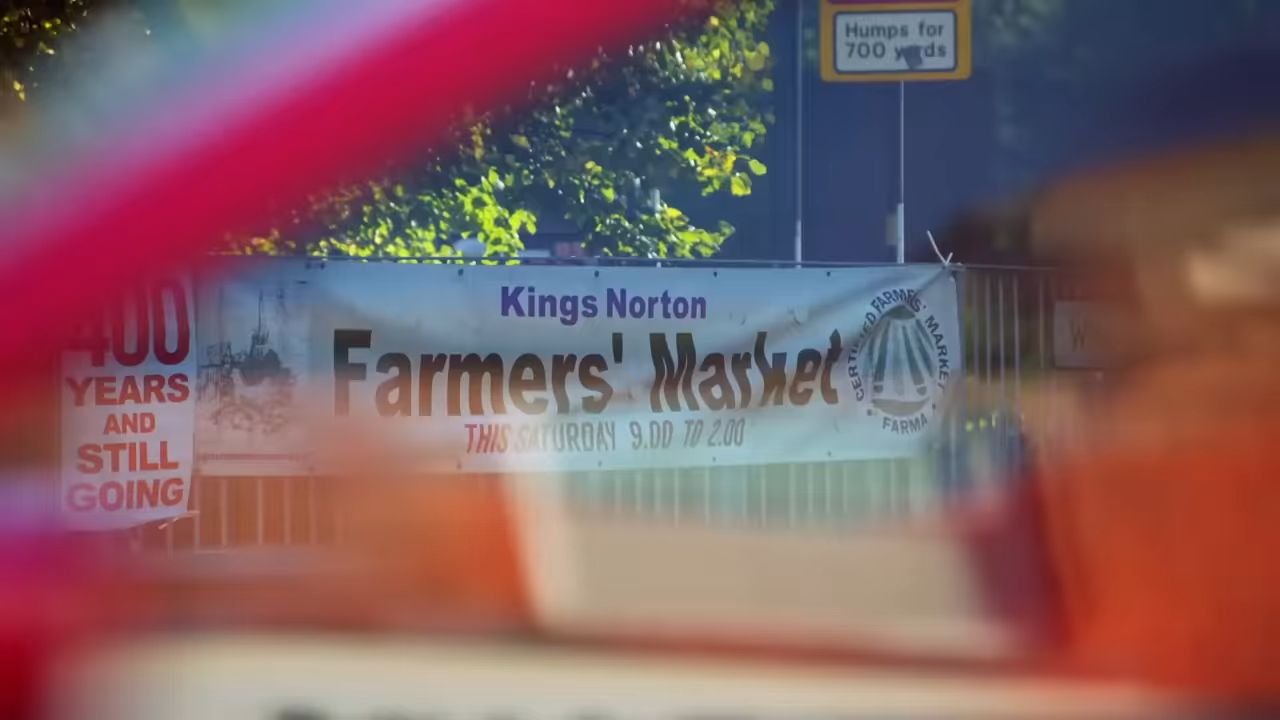 Humps for
700 yards
Kings Norton
Farmers' Market
THIS SATURDAY 9.00 TO 2.00
CERTIFIED FARMERS' MARKET
• FARMA •
400
YEARS
AND
STILL
GOING
W